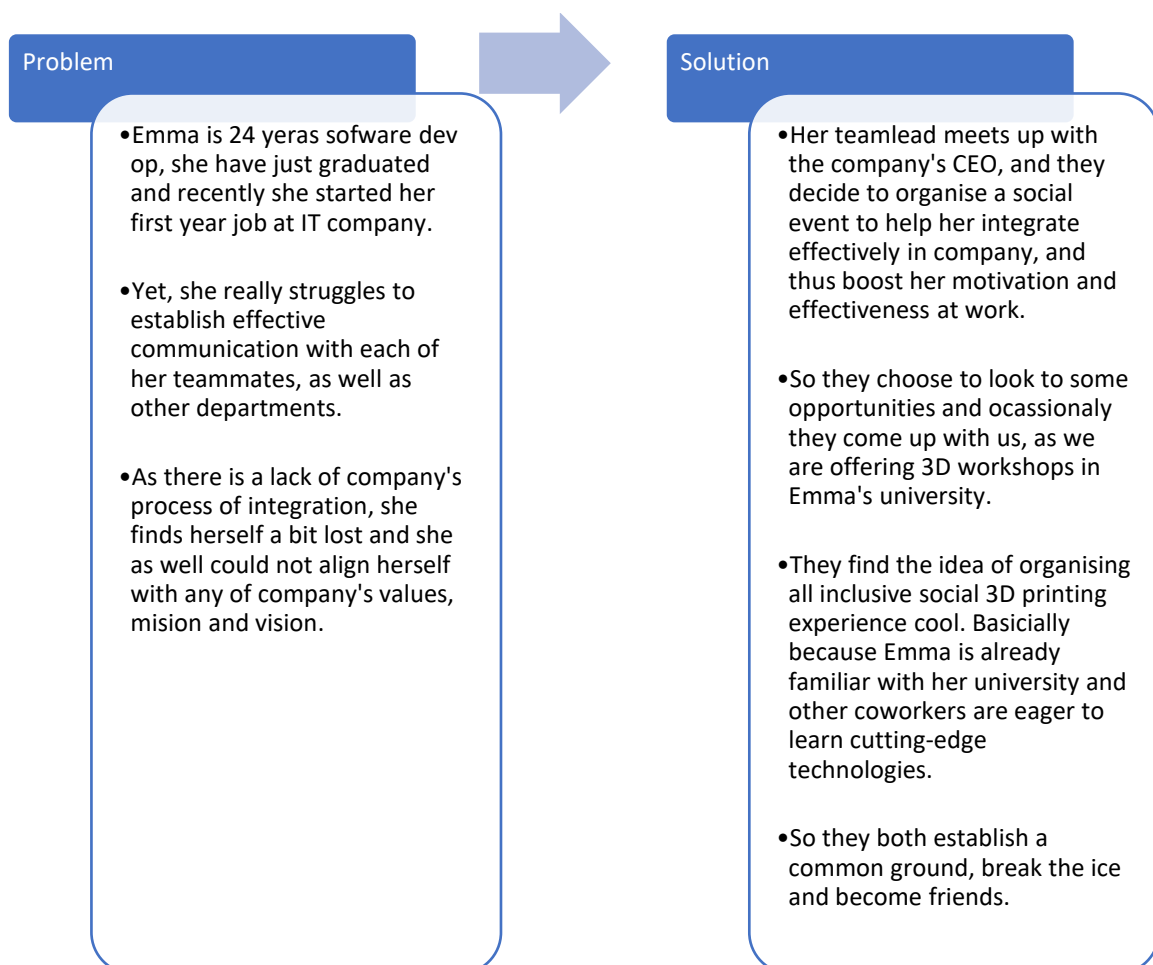 Problem
•Emma is 24 yeras sofware dev
op, she have just graduated
and recently she started her
first year job at IT company.
•Yet, she really struggles to
establish effective
communication with each of
her teammates, as well as
other departments.
•As there is a lack of company's
process of integration, she
finds herself a bit lost and she
as well could not align herself
with any of company's values,
mision and vision.
Solution
•Her teamlead meets up with
the company's CEO, and they
decide to organise a social
event to help her integrate
effectively in company, and
thus boost her motivation and
effectiveness at work.
•So they choose to look to some
opportunities and ocassionaly
they come up with us, as we
are offering 3D workshops in
Emma's university.
•They find the idea of organising
all inclusive social 3D printing
experience cool. Basicially
because Emma is already
familiar with her university and
other coworkers are eager to
learn cutting-edge
technologies.
•So they both establish a
common ground, break the ice
and become friends.